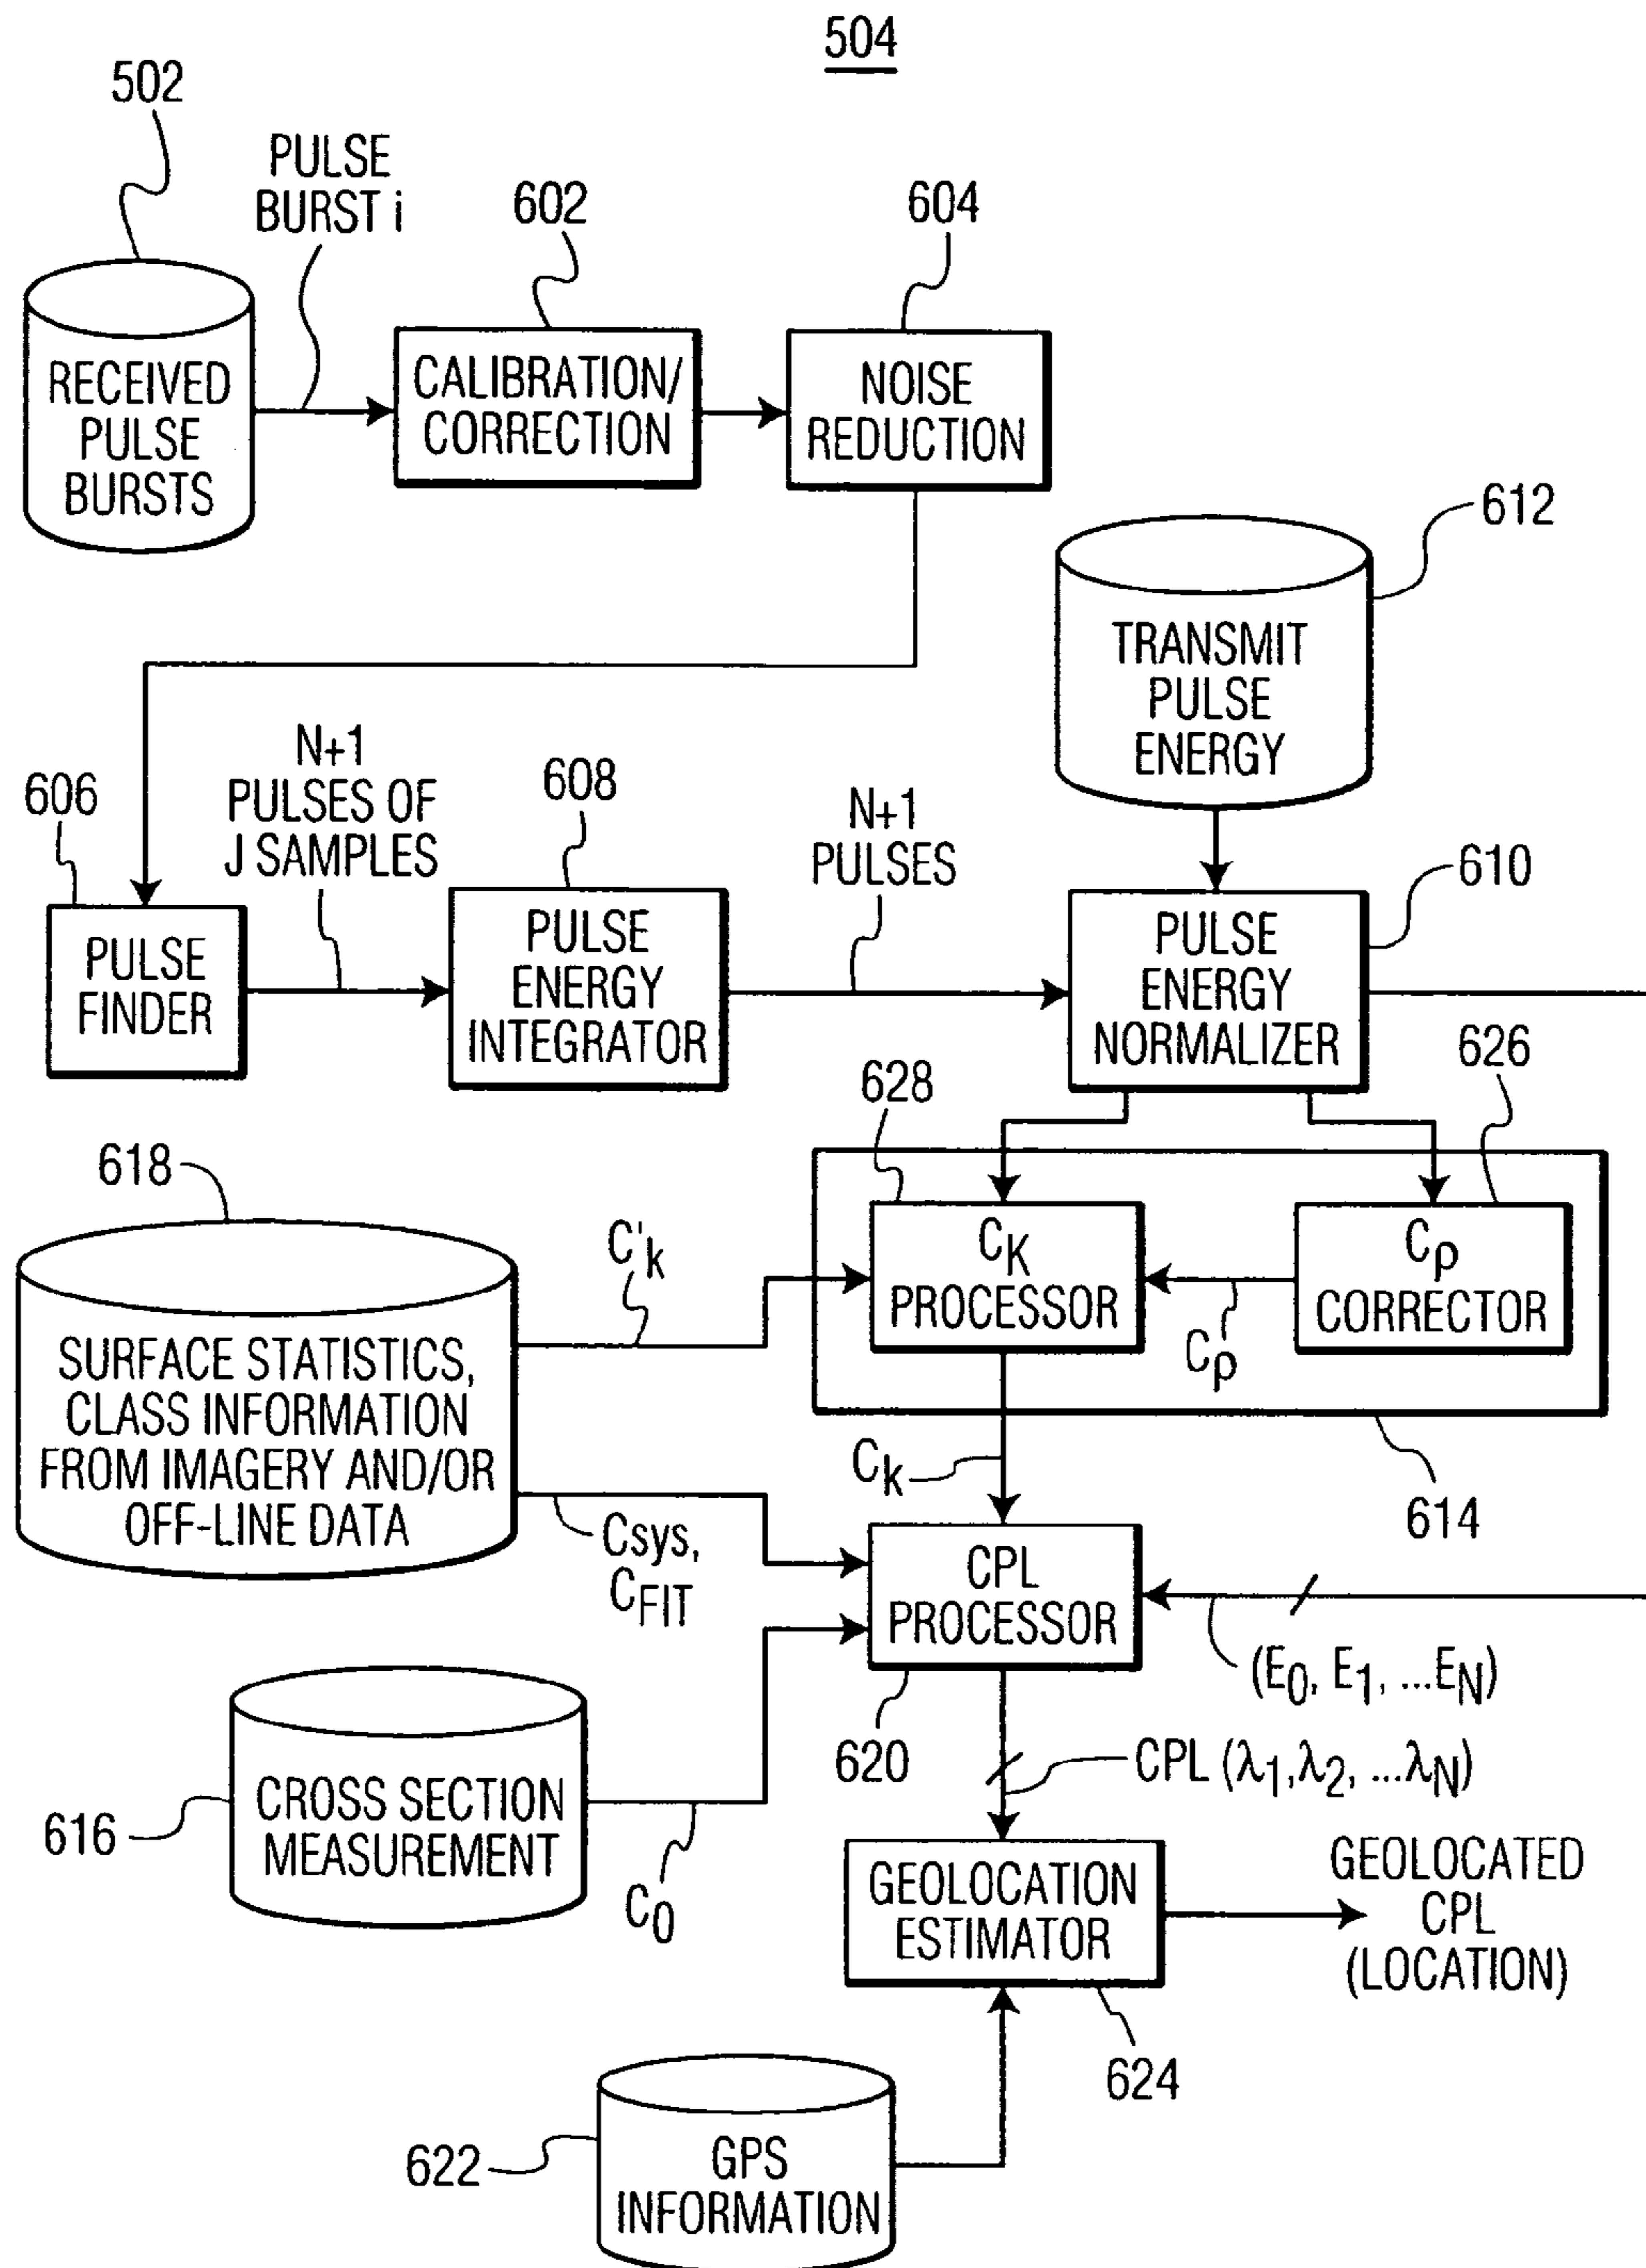 504
502
PULSE
BURST i
602
604
RECEIVED
PULSE
BURSTS
CALIBRATION/
CORRECTION
NOISE
REDUCTION
612
TRANSMIT
PULSE
ENERGY
606
N+1
PULSES OF
J SAMPLES
608
N+1
PULSES
610
PULSE
FINDER
PULSE
ENERGY
INTEGRATOR
PULSE
ENERGY
NORMALIZER
628
626
618
C'k
CK
PROCESSOR
Cp
Cp
CORRECTOR
SURFACE STATISTICS,
CLASS INFORMATION
FROM IMAGERY AND/OR
OFF-LINE DATA
Ck
614
Csys,
CFIT
CPL
PROCESSOR
(E0, E1, ...EN)
620
CPL (λ1,λ2, ...λN)
616
CROSS SECTION
MEASUREMENT
C0
GEOLOCATION
ESTIMATOR
GEOLOCATED
CPL
(LOCATION)
624
622
GPS
INFORMATION